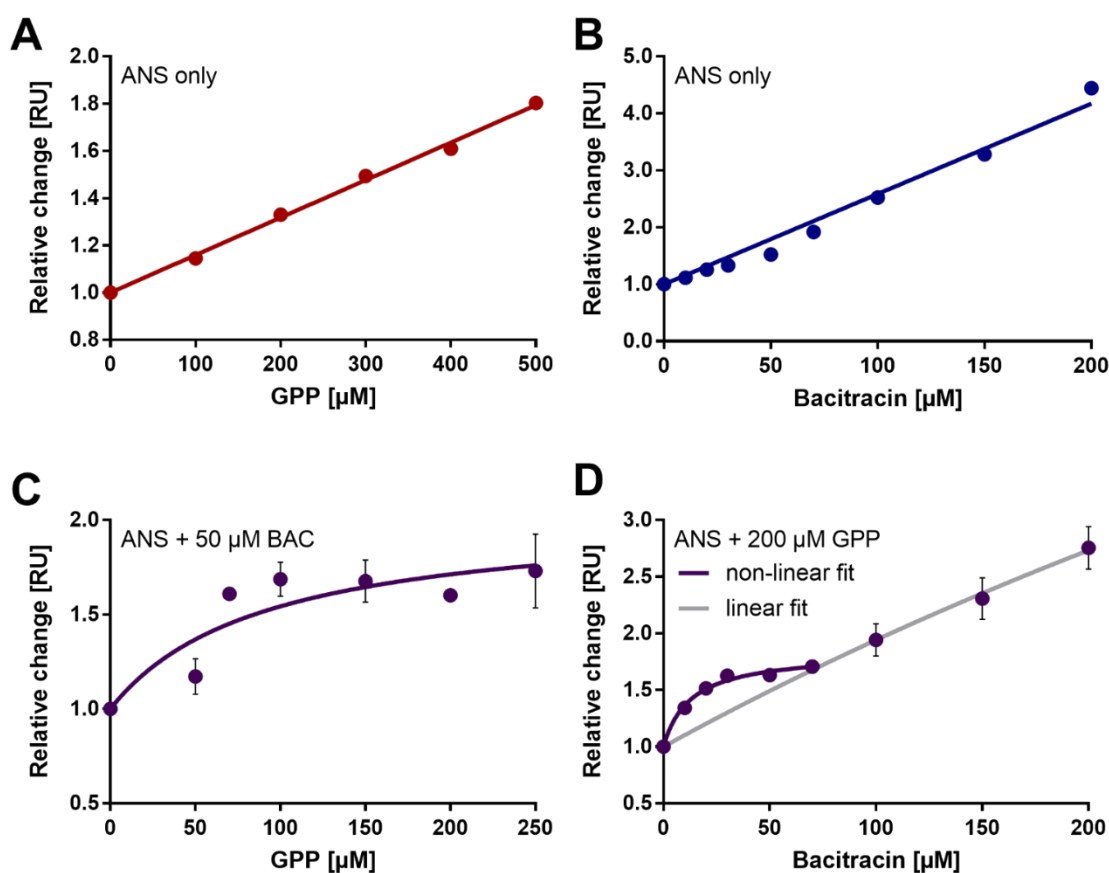 A
ANS only
Relative change [RU]
2.0
1.8
1.6
1.4
1.2
1.0
0.8
0
100
200
300
400
500
GPP [µM]
B
ANS only
Relative change [RU]
5.0
4.0
3.0
2.0
1.0
0.0
0
50
100
150
200
Bacitracin [µM]
C
ANS + 50 µM BAC
Relative change [RU]
2.0
1.5
1.0
0.5
0
50
100
150
200
250
GPP [µM]
D
ANS + 200 µM GPP
non-linear fit
linear fit
Relative change [RU]
3.0
2.5
2.0
1.5
1.0
0.5
0
50
100
150
200
Bacitracin [µM]